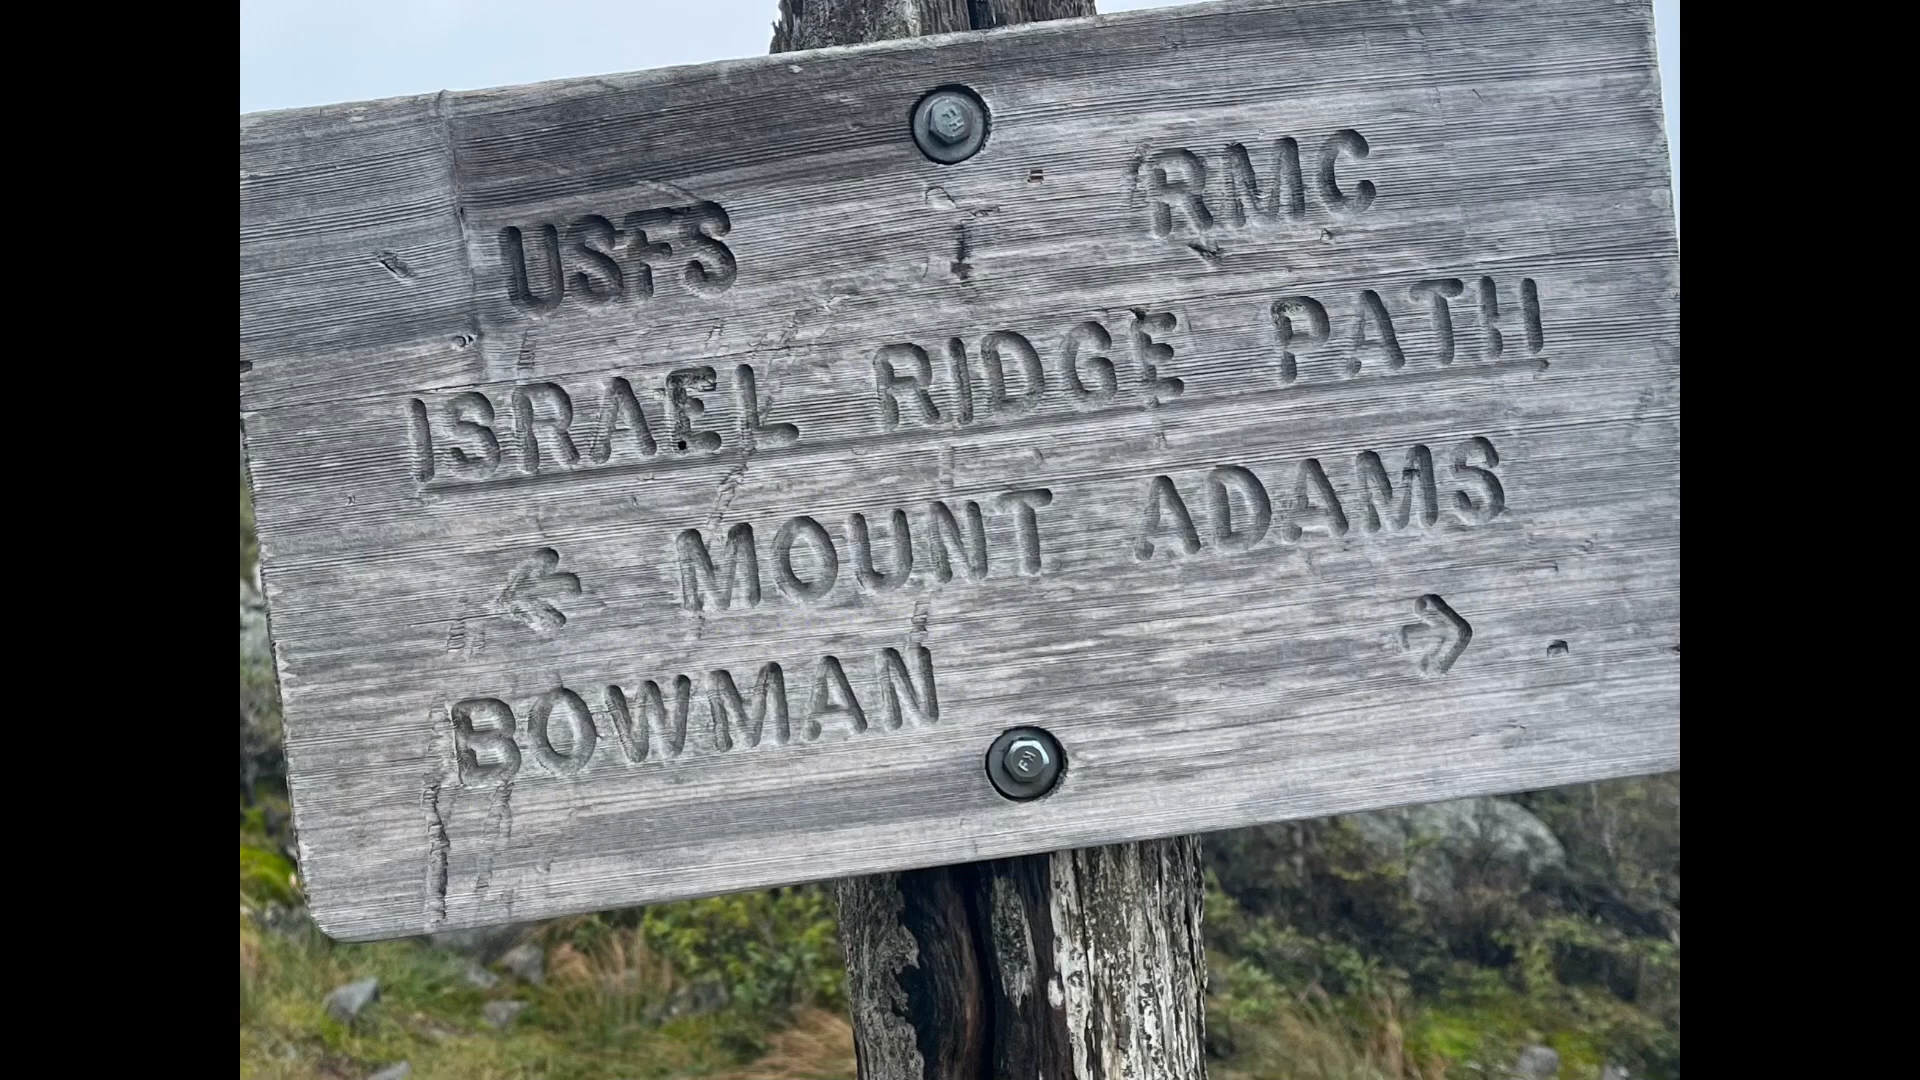 USFS RMC
ISRAEL RIDGE PATH
← MOUNT ADAMS
BOWMAN →